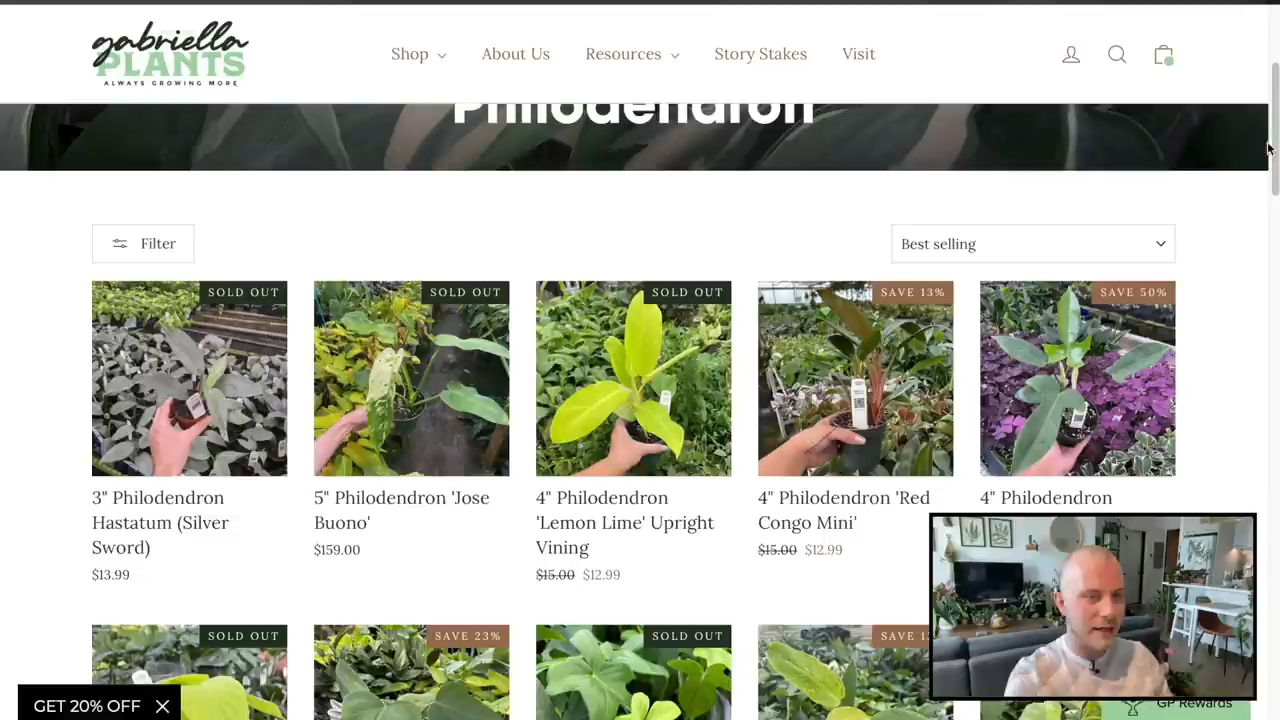 gabriella
PLANTS
ALWAYS GROWING MORE
Shop
About Us
Resources
Story Stakes
Visit
Philodendron
Filter
Best selling
SOLD OUT
SOLD OUT
SOLD OUT
SAVE 13%
SAVE 50%
3" Philodendron
Hastatum (Silver
Sword)
$13.99
5" Philodendron 'Jose
Buono'
$159.00
4" Philodendron
'Lemon Lime' Upright
Vining
$15.00 $12.99
4" Philodendron 'Red
Congo Mini'
$15.00 $12.99
4" Philodendron
SOLD OUT
SAVE 23%
SOLD OUT
SAVE
GET 20% OFF
GP Rewards